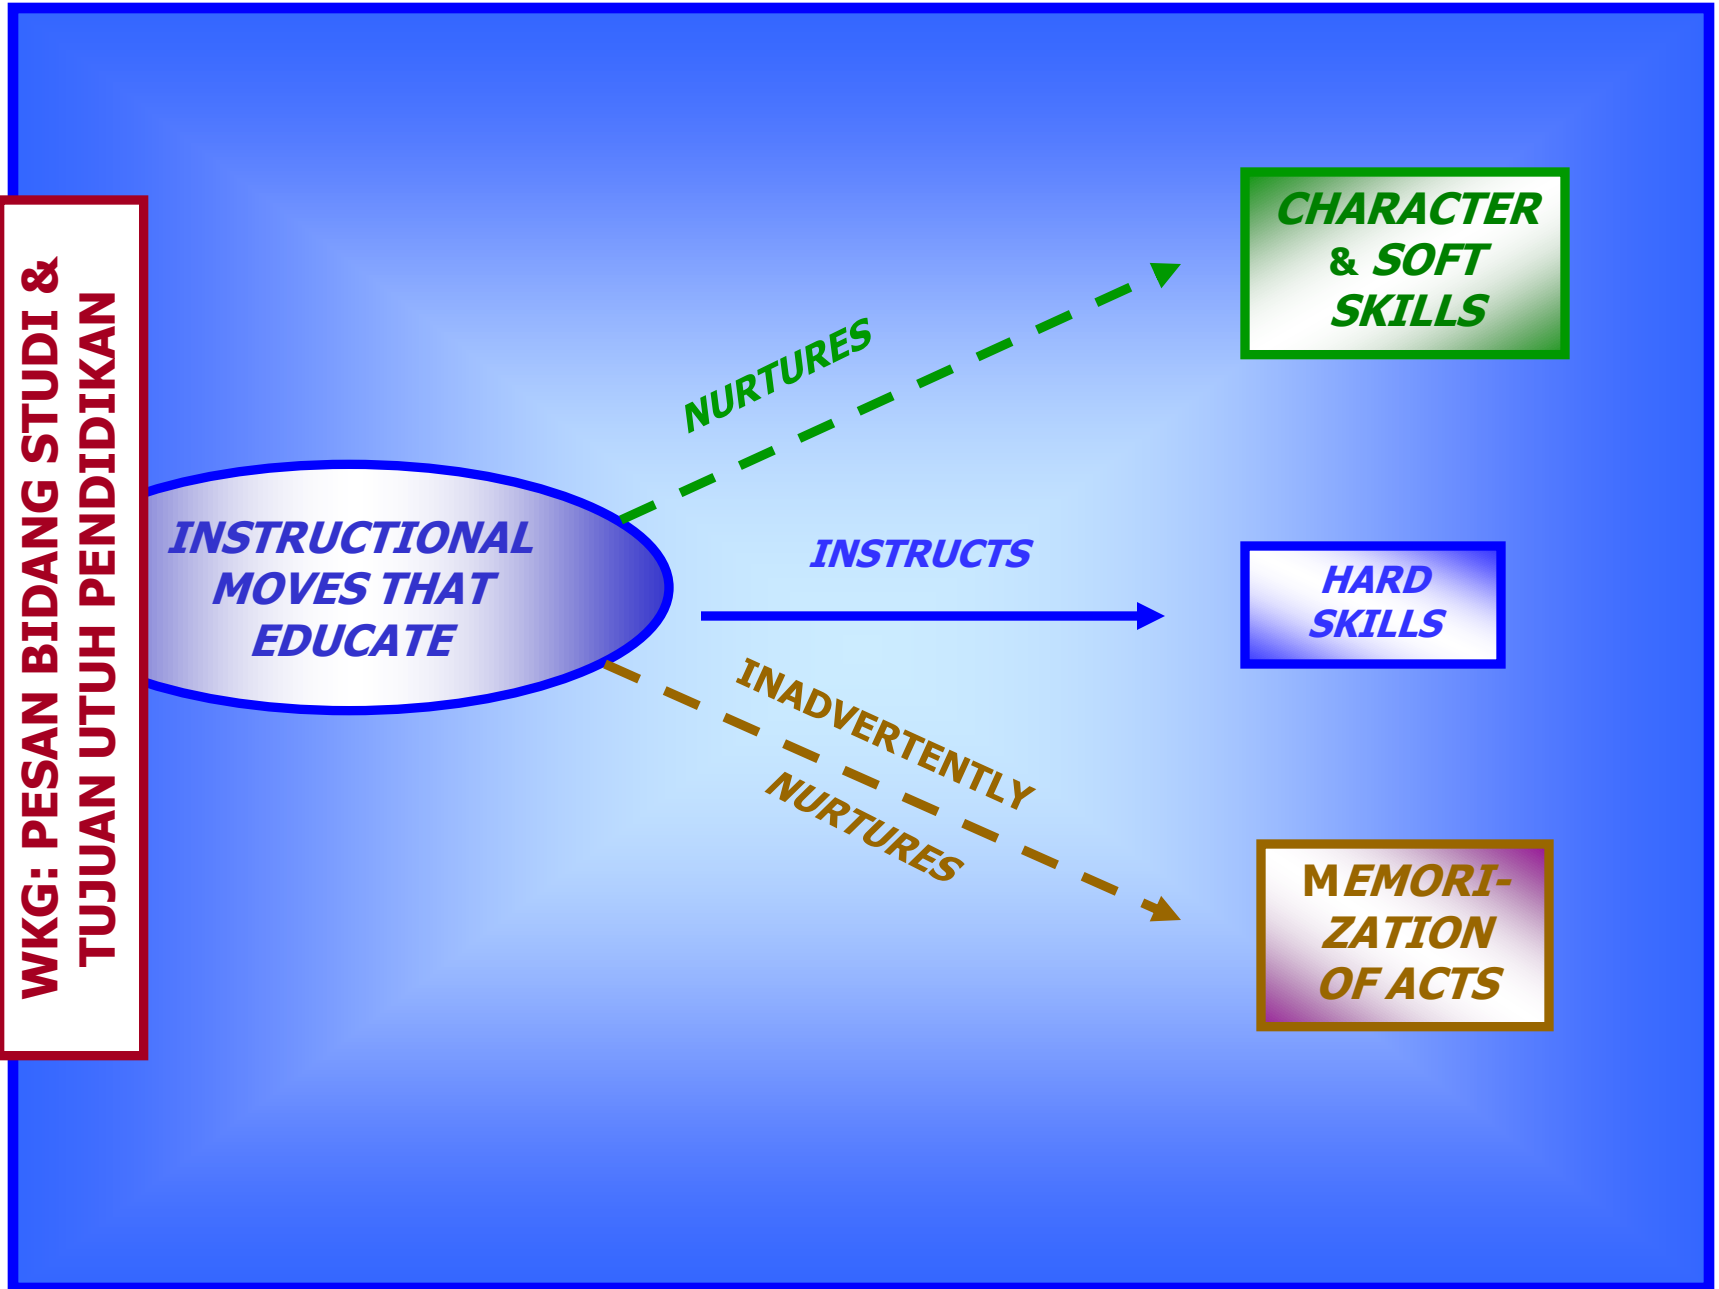 WKG: PESAN BIDANG STUDI &
TUJUAN UTUH PENDIDIKAN
INSTRUCTIONAL
MOVES THAT
EDUCATE
NURTURES
CHARACTER
& SOFT
SKILLS
INSTRUCTS
HARD
SKILLS
INADVERTENTLY
NURTURES
MEMORI-
ZATION
OF ACTS